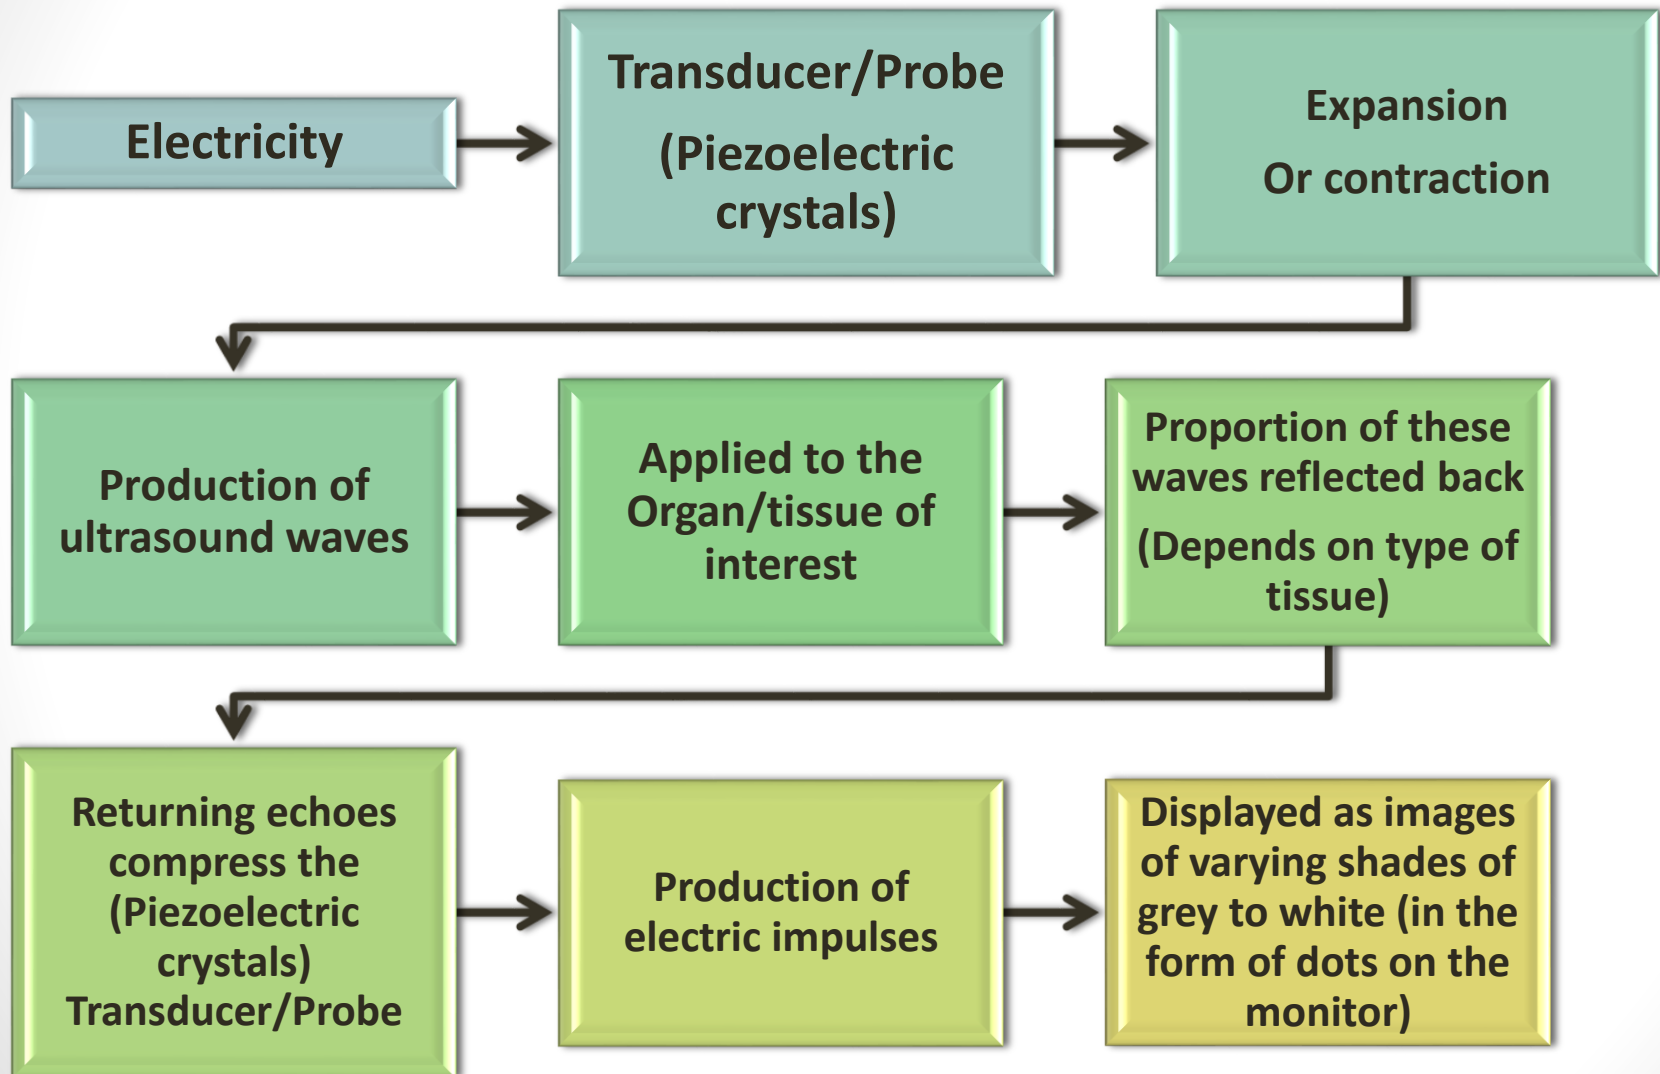 Electricity
Transducer/Probe
(Piezoelectric
crystals)
Expansion
Or contraction
Production of
ultrasound waves
Applied to the
Organ/tissue of
interest
Proportion of these
waves reflected back
(Depends on type of
tissue)
Returning echoes
compress the
(Piezoelectric
crystals)
Transducer/Probe
Production of
electric impulses
Displayed as images
of varying shades of
grey to white (in the
form of dots on the
monitor)